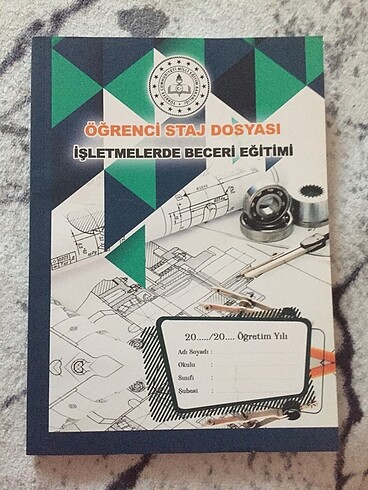 ÖĞRENCİ STAJ DOSYASI
İŞLETMELERDE BECERİ EĞİTİMİ
20...../20.... Öğretim Yılı
Adı Soyadı :
Okulu :
Sınıfı :
Şubesi :